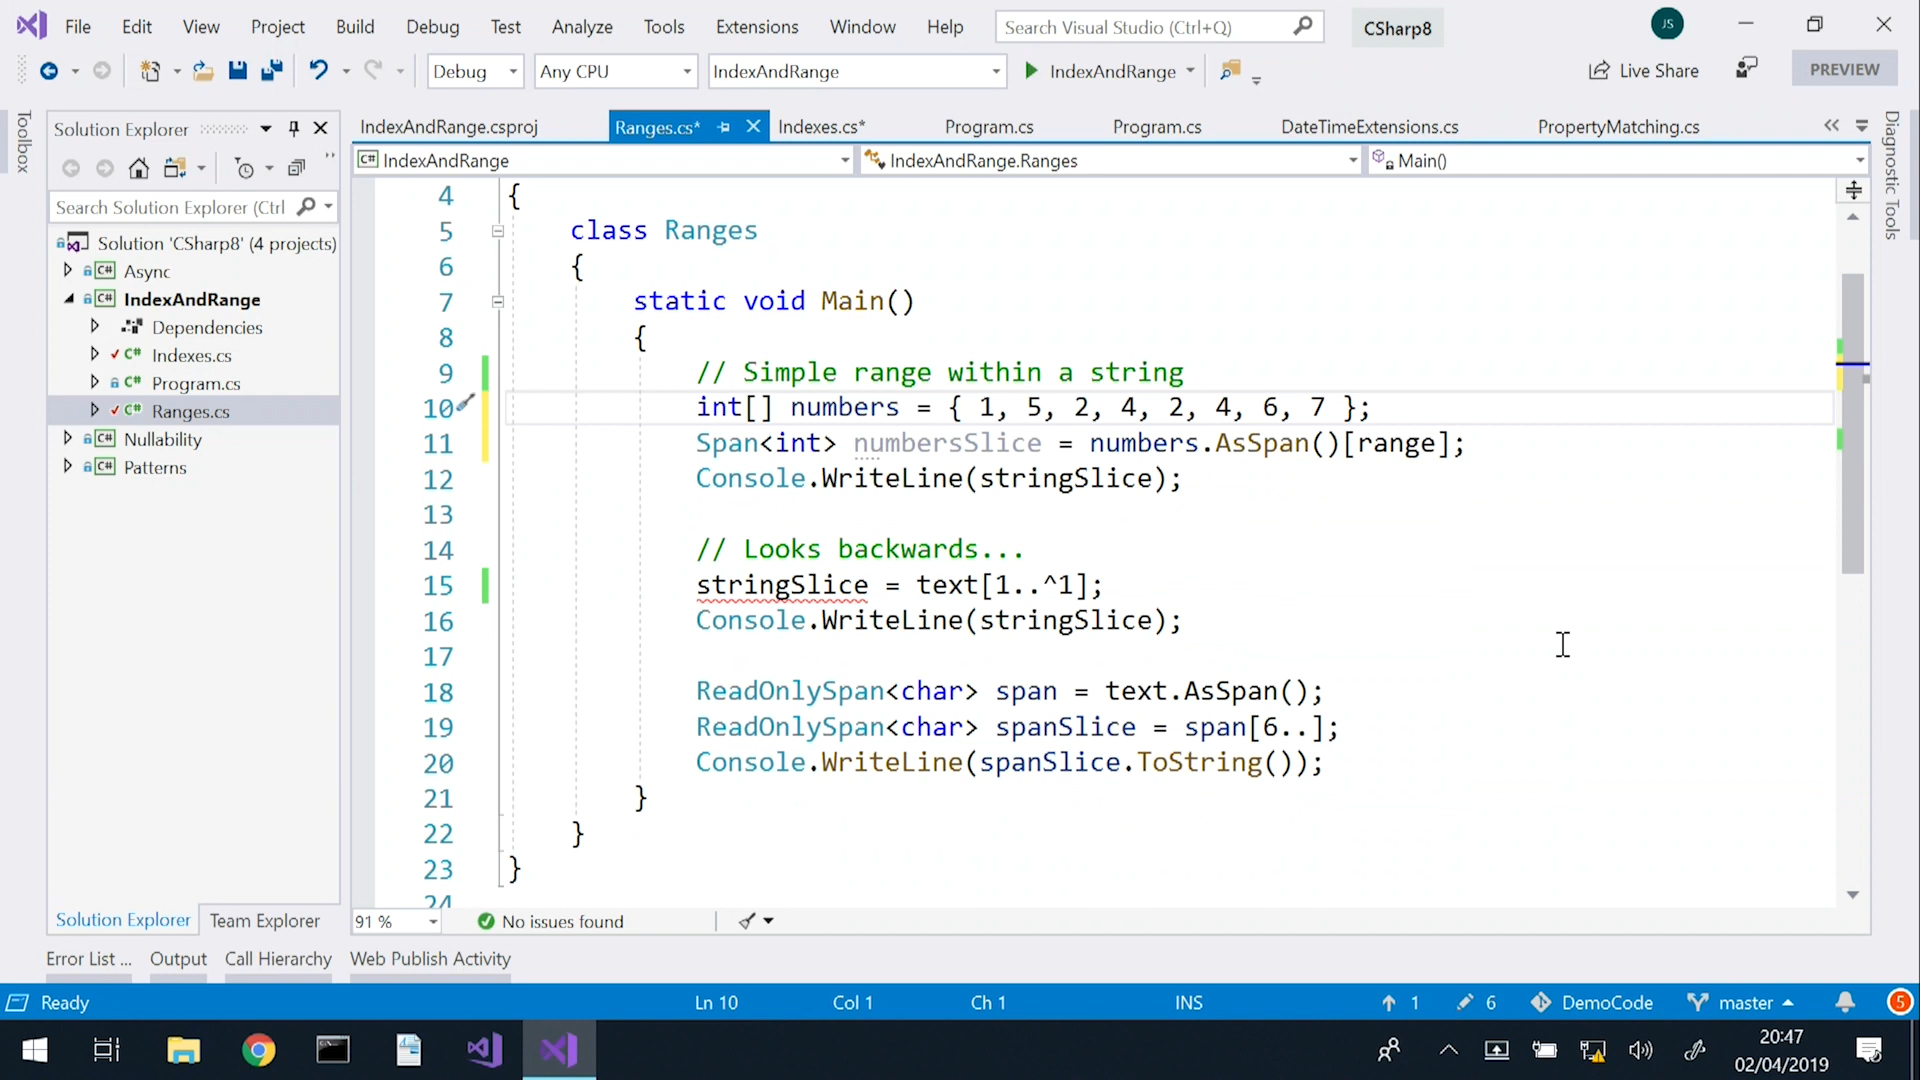 File Edit View Project Build Debug Test Analyze Tools Extensions Window Help Search Visual Studio (Ctrl+Q) CSharp8 JS
Debug Any CPU IndexAndRange IndexAndRange Live Share PREVIEW
Toolbox
Solution Explorer
Search Solution Explorer (Ctrl
Solution 'CSharp8' (4 projects)
Async
IndexAndRange
Dependencies
Indexes.cs
Program.cs
Ranges.cs
Nullability
Patterns
Solution Explorer Team Explorer
IndexAndRange.csproj Ranges.cs* Indexes.cs* Program.cs Program.cs DateTimeExtensions.cs PropertyMatching.cs
IndexAndRange IndexAndRange.Ranges Main()
4 {
5 class Ranges
6 {
7 static void Main()
8 {
9 // Simple range within a string
10 int[] numbers = { 1, 5, 2, 4, 2, 4, 6, 7 };
11 Span<int> numbersSlice = numbers.AsSpan()[range];
12 Console.WriteLine(stringSlice);
13
14 // Looks backwards...
15 stringSlice = text[1..^1];
16 Console.WriteLine(stringSlice);
17
18 ReadOnlySpan<char> span = text.AsSpan();
19 ReadOnlySpan<char> spanSlice = span[6..];
20 Console.WriteLine(spanSlice.ToString());
21 }
22 }
23 }
24
91 % No issues found
Diagnostic Tools
Error List ... Output Call Hierarchy Web Publish Activity
Ready Ln 10 Col 1 Ch 1 INS 1 6 DemoCode master 5
20:47
02/04/2019